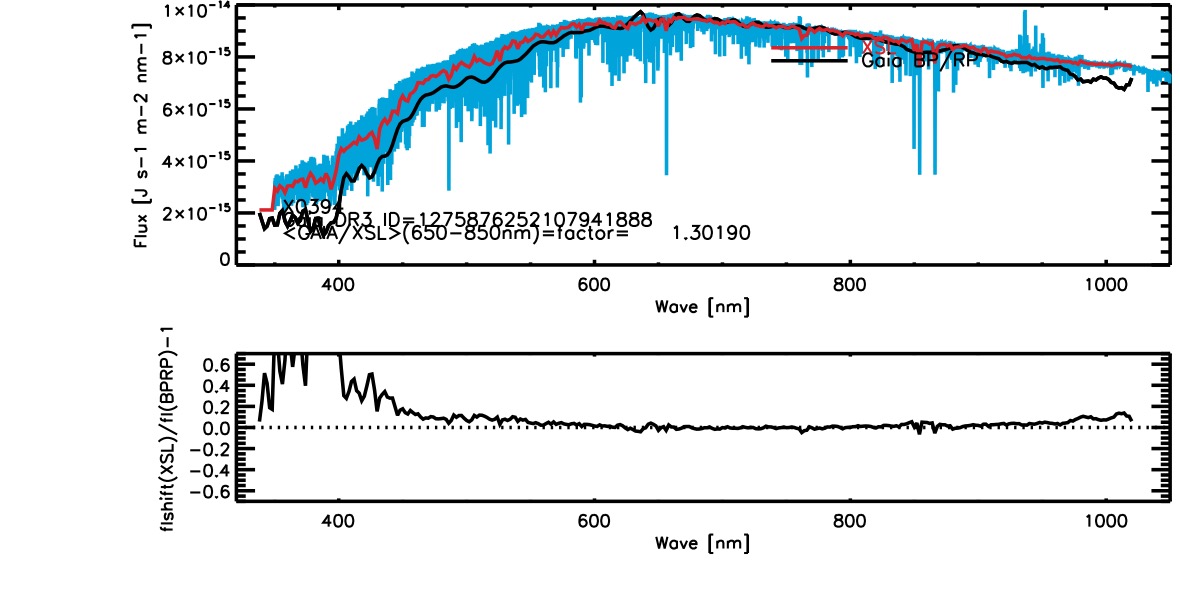 1×10−14
8×10−15
6×10−15
4×10−15
2×10−15
0
Flux [J s−1 m−2 nm−1]
XSL
Gaia BP/RP
X0394
Gaia DR3 ID=1275876252107941888
<GAIA/XSL>(650−850nm)=factor= 1.30190
400 600 800 1000
Wave [nm]
flshift(XSL)/fl(BPRP)−1
0.6
0.4
0.2
0.0
−0.2
−0.4
−0.6
400 600 800 1000
Wave [nm]